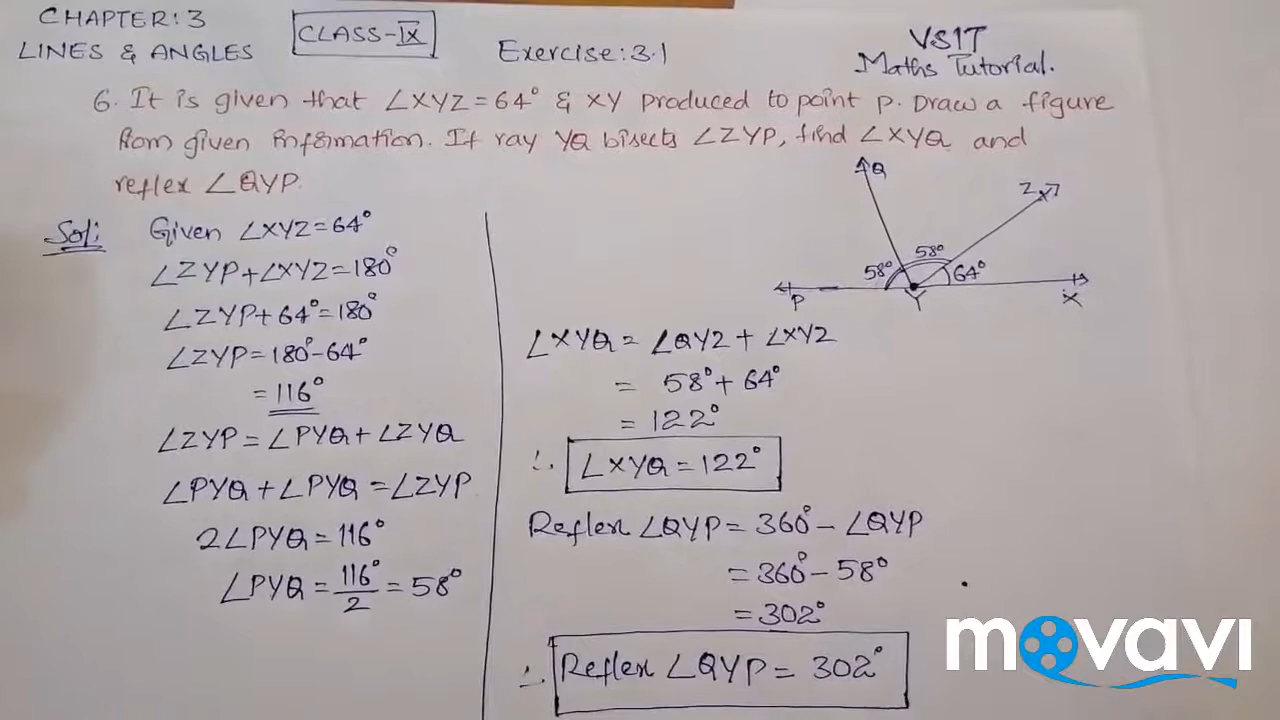 CHAPTER:3
LINES & ANGLES
CLASS-IX
Exercise:3.1
VSIT
Maths Tutorial.
6. It is given that ∠XYZ=64° & XY produced to point P. Draw a figure
from given information. If ray YQ bisects ∠ZYP, find ∠XYQ and
reflex ∠QYP.
Sol:
Given ∠XYZ=64°
∠ZYP+∠XYZ=180°
∠ZYP+64°=180°
∠ZYP=180°-64°
=116°
∠ZYP=∠PYQ+∠ZYQ
∠PYQ+∠PYQ=∠ZYP
2∠PYQ=116°
∠PYQ=116°/2=58°
Q
Z
58°
58°
64°
P
Y
X
∠XYQ=∠QYZ+∠XYZ
= 58°+64°
=122°
∴ ∠XYQ=122°
Reflex ∠QYP=360°-∠QYP
=360°-58°
=302°
∴ Reflex ∠QYP=302°
movavi